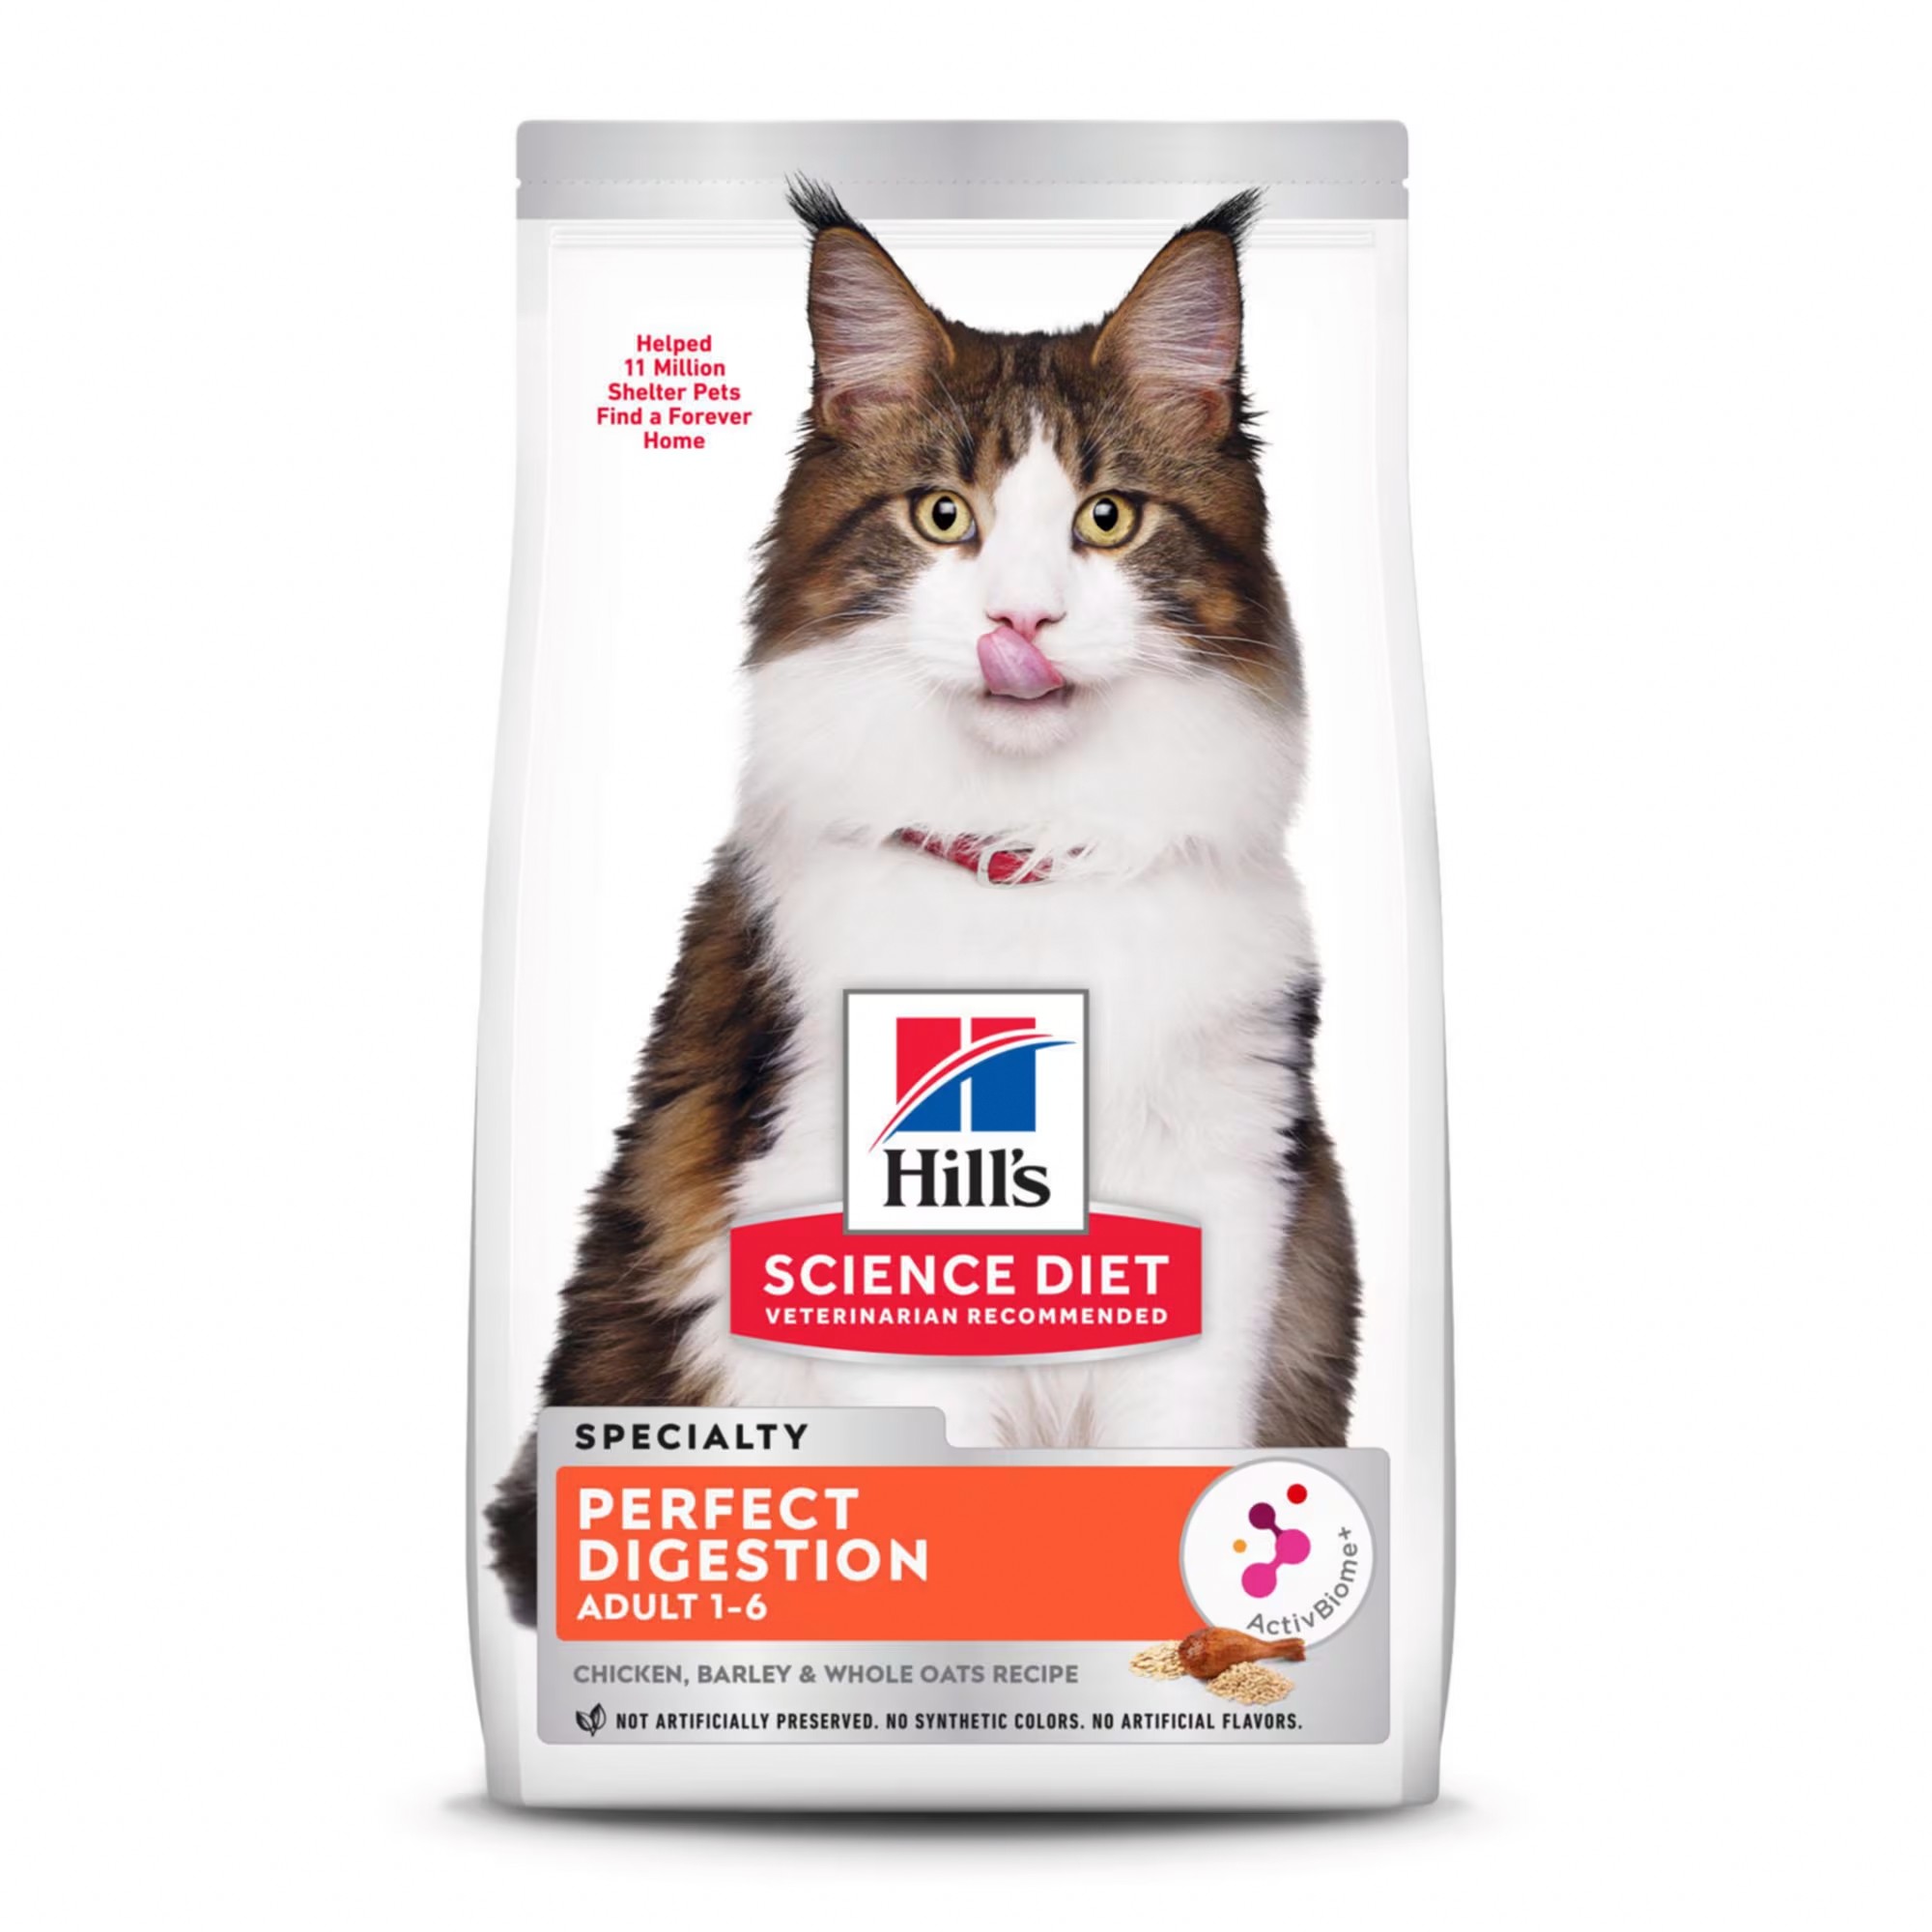 Helped
11 Million
Shelter Pets
Find a Forever
Home
Hill's
SCIENCE DIET
VETERINARIAN RECOMMENDED
SPECIALTY
PERFECT
DIGESTION
ADULT 1-6
ActivBiome+
CHICKEN, BARLEY & WHOLE OATS RECIPE
NOT ARTIFICIALLY PRESERVED. NO SYNTHETIC COLORS. NO ARTIFICIAL FLAVORS.